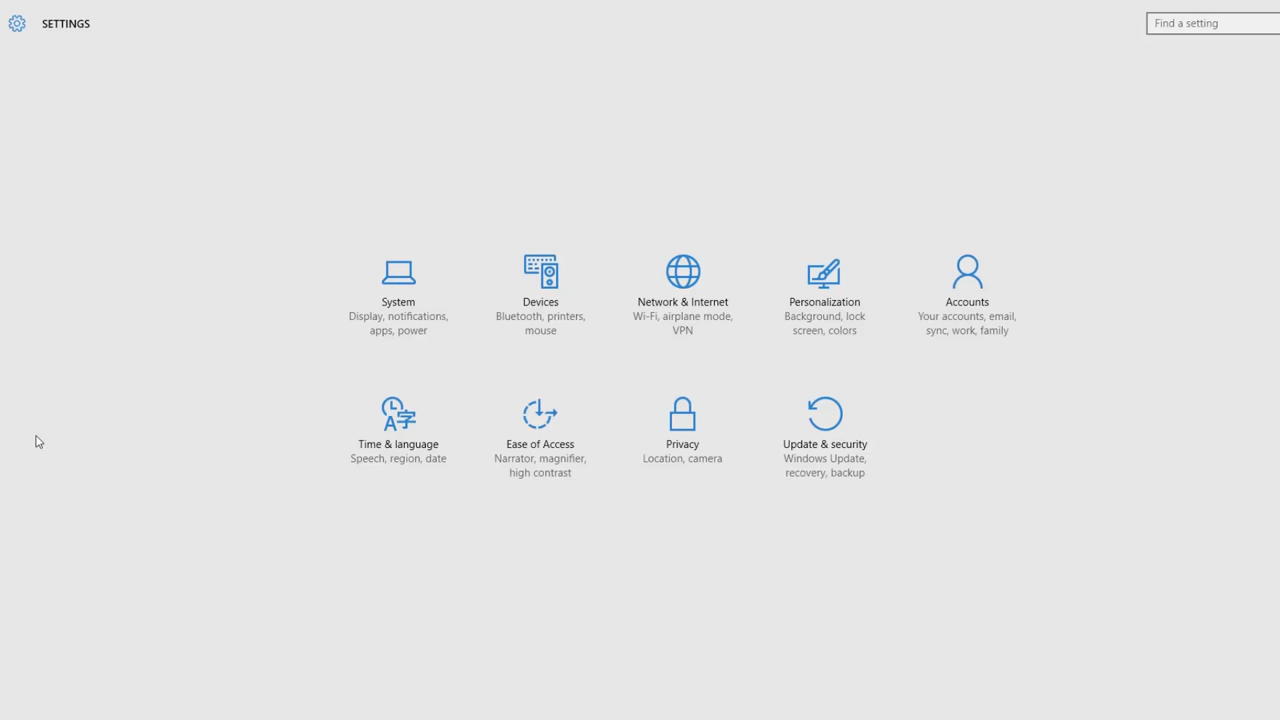 SETTINGS
Find a setting
System
Display, notifications,
apps, power
Devices
Bluetooth, printers,
mouse
Network & Internet
Wi-Fi, airplane mode,
VPN
Personalization
Background, lock
screen, colors
Accounts
Your accounts, email,
sync, work, family
Time & language
Speech, region, date
Ease of Access
Narrator, magnifier,
high contrast
Privacy
Location, camera
Update & security
Windows Update,
recovery, backup